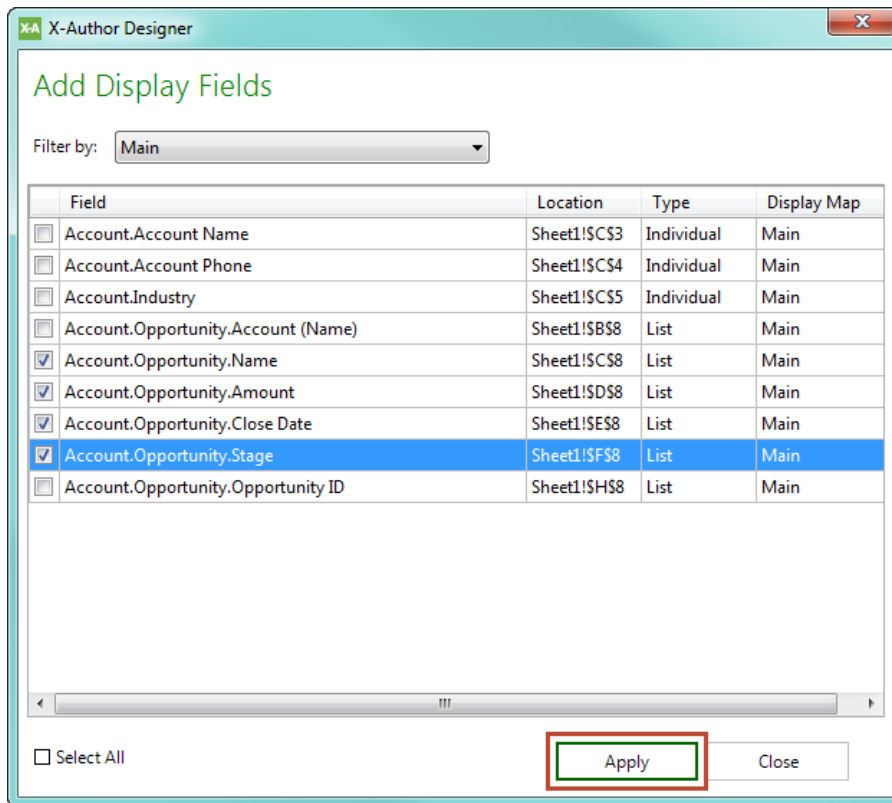 X-A X-Author Designer X
Add Display Fields
Filter by: Main
Field Location Type Display Map
Account.Account Name Sheet1!$C$3 Individual Main
Account.Account Phone Sheet1!$C$4 Individual Main
Account.Industry Sheet1!$C$5 Individual Main
Account.Opportunity.Account (Name) Sheet1!$B$8 List Main
Account.Opportunity.Name Sheet1!$C$8 List Main
Account.Opportunity.Amount Sheet1!$D$8 List Main
Account.Opportunity.Close Date Sheet1!$E$8 List Main
Account.Opportunity.Stage Sheet1!$F$8 List Main
Account.Opportunity.Opportunity ID Sheet1!$H$8 List Main
Select All Apply Close